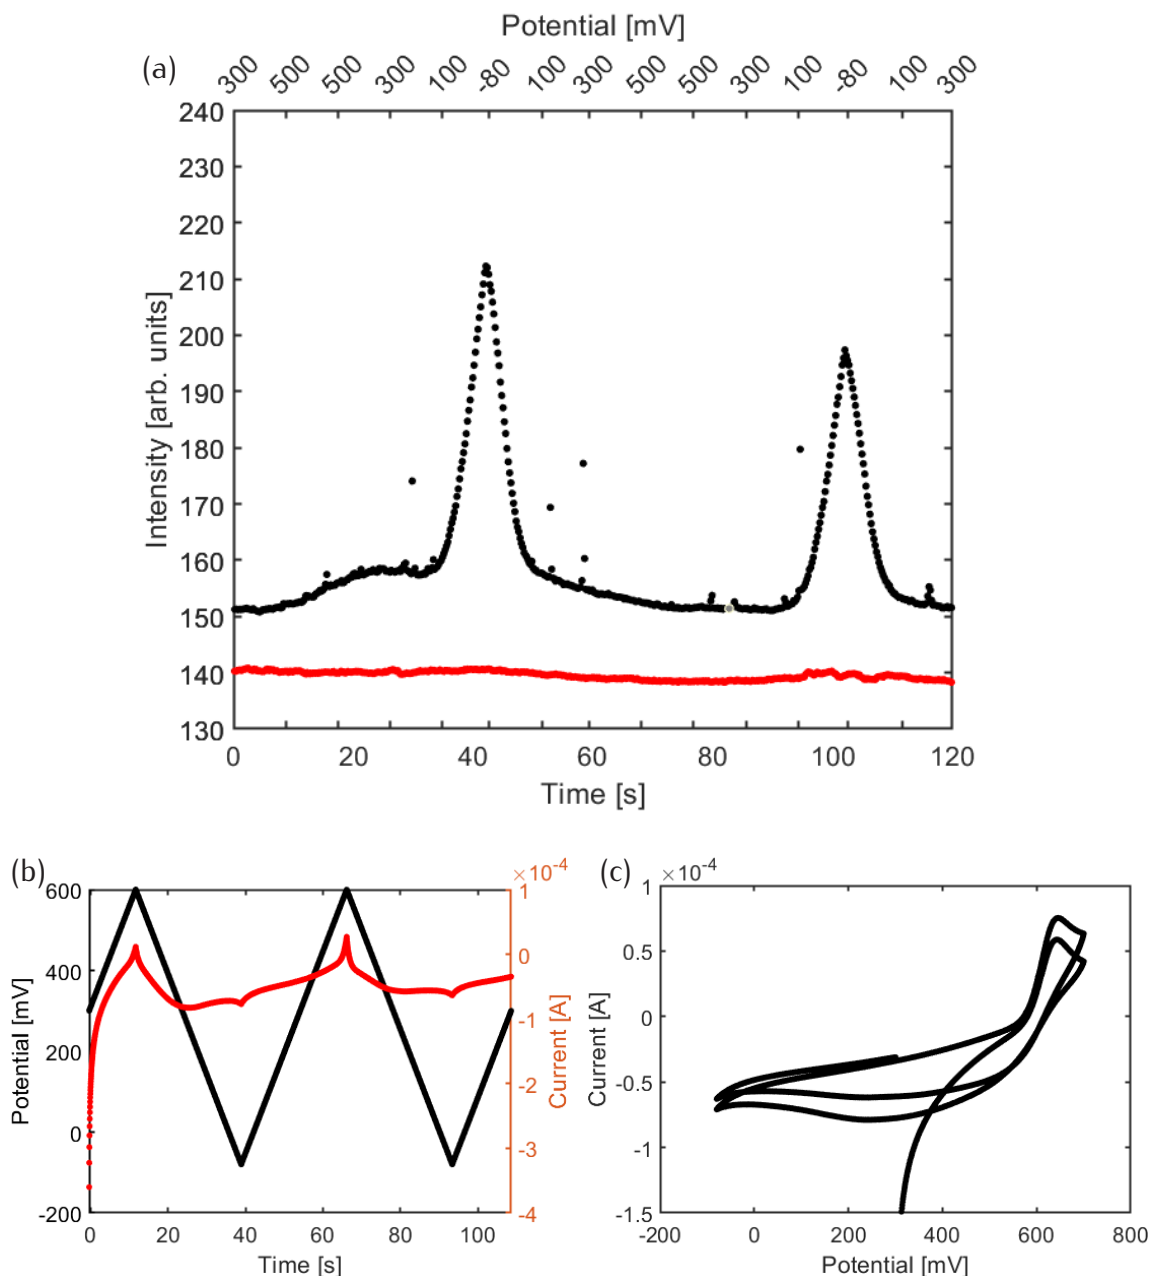 Potential [mV]
(a)
300 500 500 300 100 -80 100 300 500 500 300 100 -80 100 300
240
230
220
210
200
190
180
170
160
150
140
130
Intensity [arb. units]
0 20 40 60 80 100 120
Time [s]
(b)
600
400
200
0
-200
Potential [mV]
×10-4
1
0
-1
-2
-3
-4
Current [A]
0 20 40 60 80 100
Time [s]
(c)
×10-4
1
0.5
0
-0.5
-1
-1.5
Current [A]
-200 0 200 400 600 800
Potential [mV]